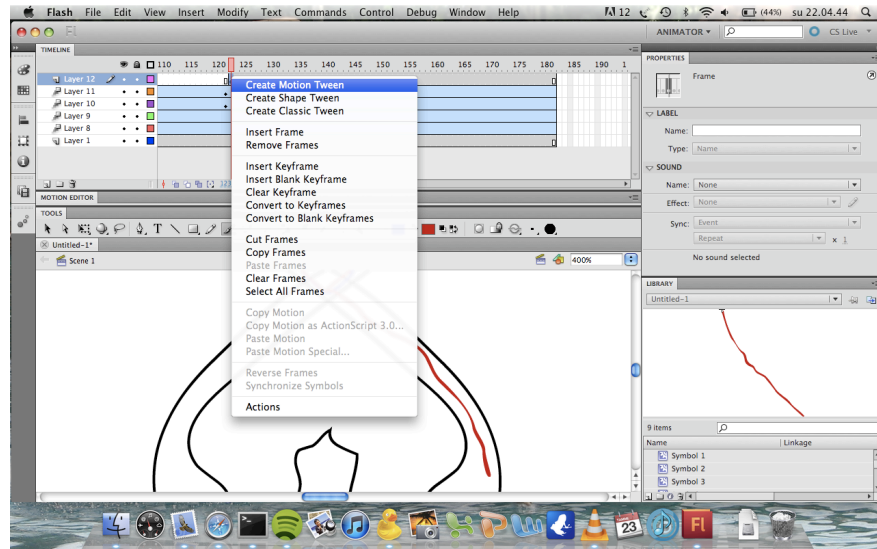 Flash File Edit View Insert Modify Text Commands Control Debug Window Help
12
(44%) su 22.04.44
ANIMATOR
CS Live
TIMELINE
110 115 120 125 130 135 140 145 150 155 160 165 170 175 180 185 190 1
Layer 12
Layer 11
Layer 10
Layer 9
Layer 8
Layer 1
Create Motion Tween
Create Shape Tween
Create Classic Tween
Insert Frame
Remove Frames
Insert Keyframe
Insert Blank Keyframe
Clear Keyframe
Convert to Keyframes
Convert to Blank Keyframes
Cut Frames
Copy Frames
Paste Frames
Clear Frames
Select All Frames
Copy Motion
Copy Motion as ActionScript 3.0...
Paste Motion
Paste Motion Special...
Reverse Frames
Synchronize Symbols
Actions
MOTION EDITOR
TOOLS
Untitled-1*
Scene 1
400%
PROPERTIES
Frame
LABEL
Name:
Type: Name
SOUND
Name: None
Effect: None
Sync: Event
Repeat x 1
No sound selected
LIBRARY
Untitled-1
9 items
Name Linkage
Symbol 1
Symbol 2
Symbol 3
23
FL